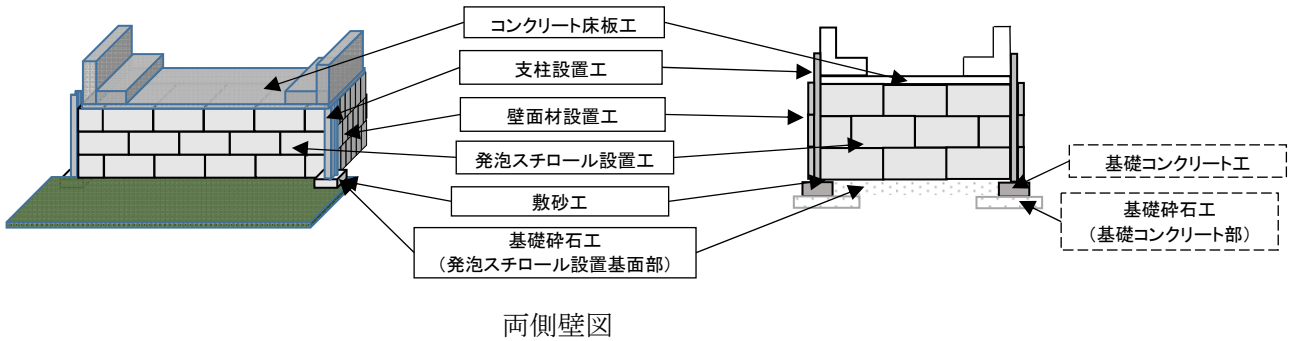 コンクリート床板工
支柱設置工
壁面材設置工
発泡スチロール設置工
敷砂工
基礎砕石工
（発泡スチロール設置基面部）
基礎コンクリート工
基礎砕石工
（基礎コンクリート部）
両側壁図